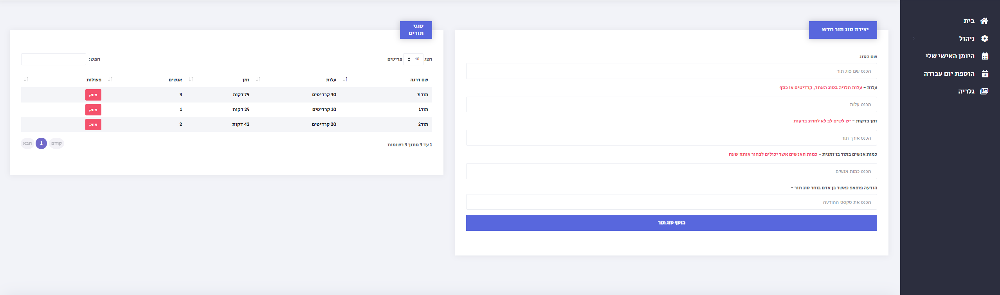 בית
ניהול
היומן האישי שלי
הוספת יום עבודה
גלריה
יצירת סוג תור חדש
שם הסוג
הכנס שם סוג תור
עלות - עלות תלויה בסוג האתר, קרדיטים או כסף
הכנס עלות
זמן בדקות - יש לשים לב לא לחרוג בדקות
הכנס אורך תור
כמות אנשים בתור בו זמנית - כמות האנשים אשר יכולים לבחור אותה שעה
הכנס כמות אנשים
הודעה פופאפ כאשר בן אדם בוחר סוג תור -
הכנס את טקסט ההודעה
הוסף סוג תור
סוגי
תורים
הצג 10 פריטים חפש:
שם דרגה עלות זמן אנשים פעולות
תור 3 30 קרדיטים 75 דקות 3 מחק
תור1 10 קרדיטים 25 דקות 1 מחק
תור2 20 קרדיטים 42 דקות 2 מחק
1 עד 3 מתוך 3 רשומות
קודם 1 הבא